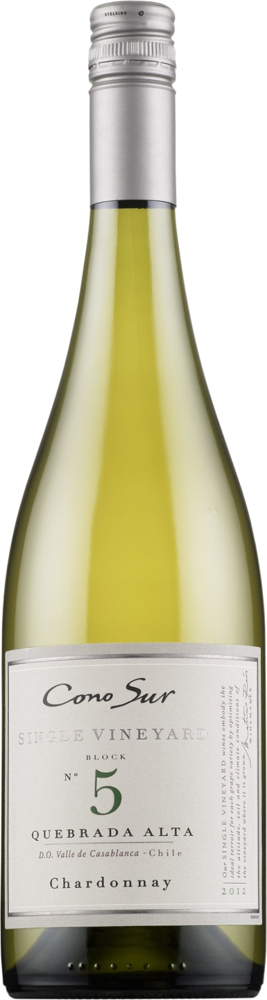 STELVIN+
Cono Sur
SINGLE VINEYARD
BLOCK
Nº
5
QUEBRADA ALTA
D.O. Valle de Casablanca - Chile
Chardonnay
Our SINGLE VINEYARD wines embody the
ideal terroir for each grape variety by optimizing
the altitude, soil and climate conditions of
the vineyard where it is grown.
WINEMAKER
2012